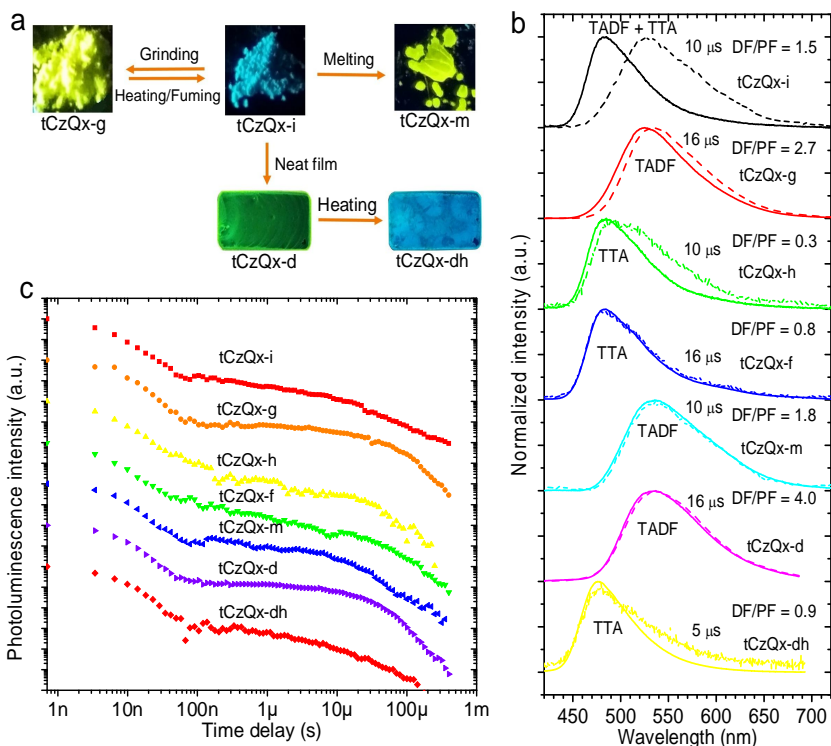 a
Grinding
Heating/Fuming
Melting
tCzQx-g
tCzQx-i
tCzQx-m
Neat film
Heating
tCzQx-d
tCzQx-dh
b
TADF + TTA
10 μs
DF/PF = 1.5
tCzQx-i
16 μs
DF/PF = 2.7
TADF
tCzQx-g
10 μs
DF/PF = 0.3
TTA
tCzQx-h
DF/PF = 0.8
TTA
16 μs
tCzQx-f
10 μs
DF/PF = 1.8
TADF
tCzQx-m
16 μs
DF/PF = 4.0
TADF
tCzQx-d
DF/PF = 0.9
TTA
5 μs
tCzQx-dh
Normalized intensity (a.u.)
450 500 550 600 650 700
Wavelength (nm)
c
tCzQx-i
tCzQx-g
tCzQx-h
tCzQx-f
tCzQx-m
tCzQx-d
tCzQx-dh
Photoluminescence intensity (a.u.)
1n 10n 100n 1μ 10μ 100μ 1m
Time delay (s)